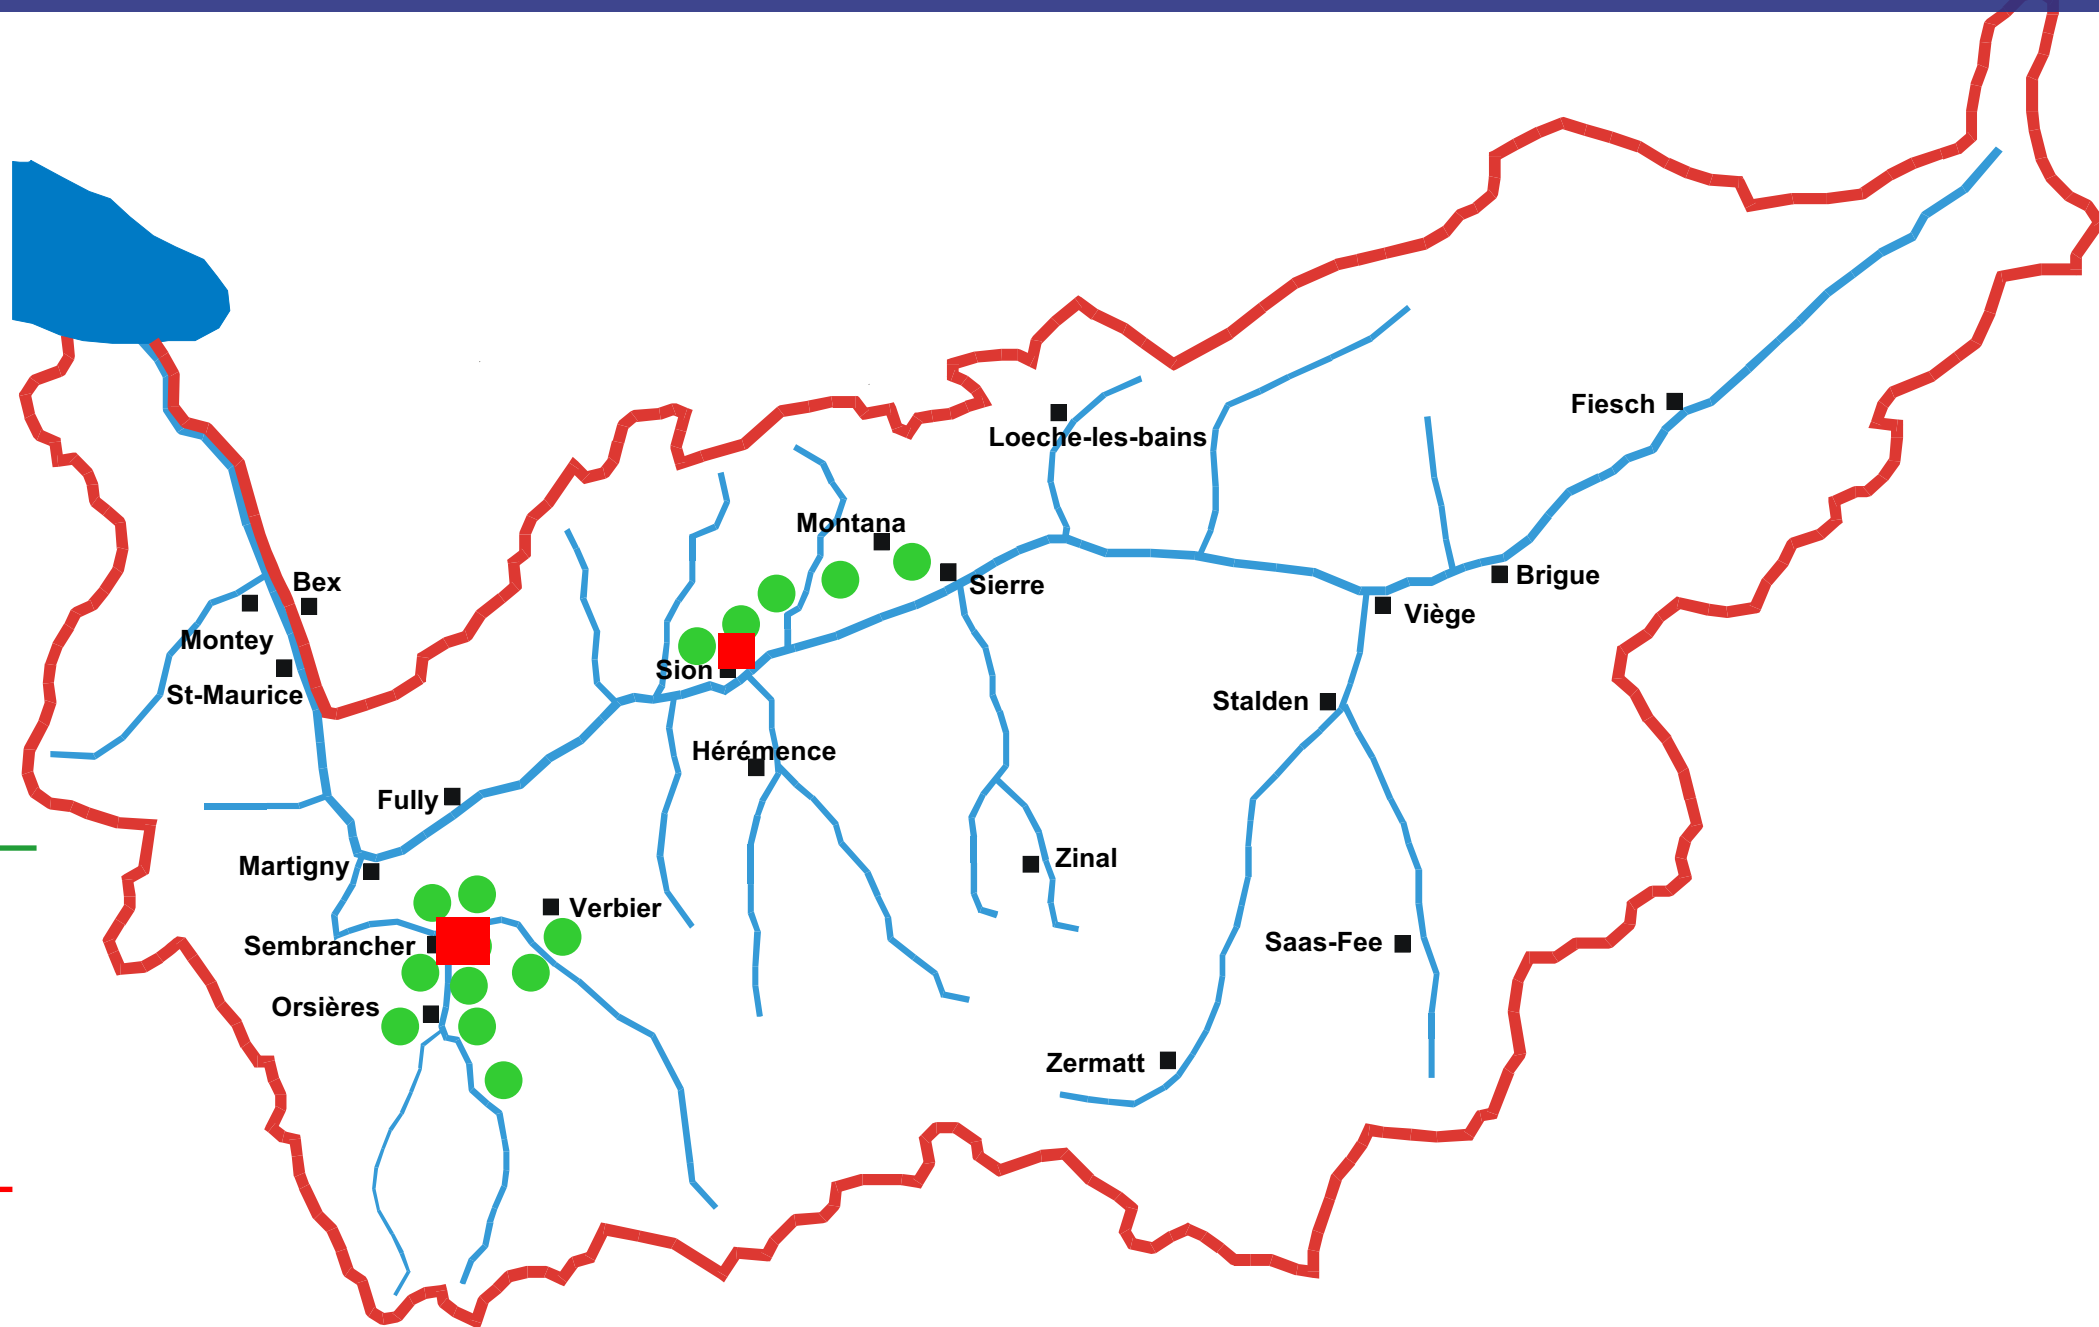 Fiesch
Loeche-les-bains
Montana
Brigue
Bex
Sierre
Viège
Montey
Sion
St-Maurice
Stalden
Hérémence
Fully
Zinal
Martigny
Verbier
Saas-Fee
Sembrancher
Orsières
Zermatt